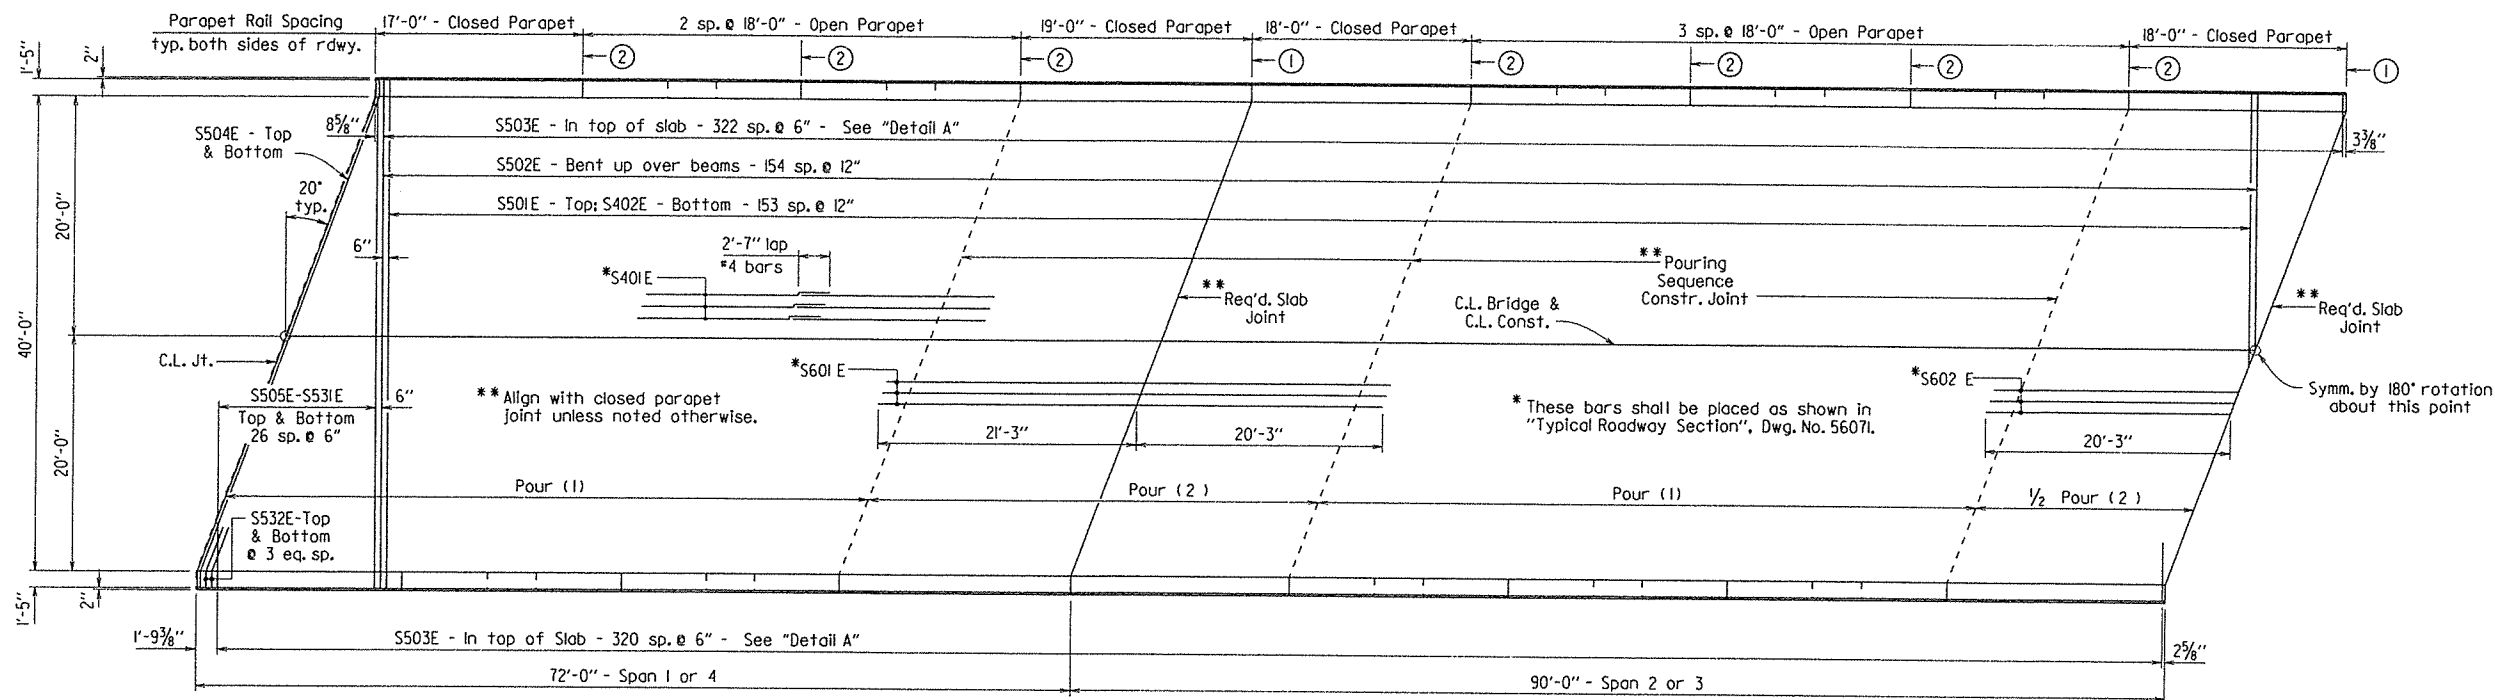 Parapet Rail Spacing
typ. both sides of rdwy.
17'-0" - Closed Parapet
2 sp. @ 18'-0" - Open Parapet
19'-0" - Closed Parapet
18'-0" - Closed Parapet
3 sp. @ 18'-0" - Open Parapet
18'-0" - Closed Parapet
2
2
2
1
2
2
2
2
1
1'-5"
2"
S504E - Top
& Bottom
8⅝"
S503E - In top of slab - 322 sp. @ 6" - See "Detail A"
3⅜"
S502E - Bent up over beams - 154 sp. @ 12"
20°
typ.
S501E - Top; S402E - Bottom - 153 sp. @ 12"
20'-0"
6"
2'-7" lap
#4 bars
*S401E
**
Pouring
Sequence
Constr. Joint
**
Req'd. Slab
Joint
C.L. Bridge &
C.L. Const.
**
Req'd. Slab
Joint
40'-0"
C.L. Jt.
*S601 E
*S602 E
Symm. by 180° rotation
about this point
S505E-S531E
Top & Bottom
26 sp. @ 6"
6"
** Align with closed parapet
joint unless noted otherwise.
* These bars shall be placed as shown in
"Typical Roadway Section", Dwg. No. 56071.
21'-3"
20'-3"
20'-3"
20'-0"
Pour (1)
Pour (2)
Pour (1)
½ Pour (2)
S532E-Top
& Bottom
@ 3 eq. sp.
1'-5"
2"
1'-9⅜"
S503E - In top of Slab - 320 sp. @ 6" - See "Detail A"
2⅝"
72'-0" - Span 1 or 4
90'-0" - Span 2 or 3